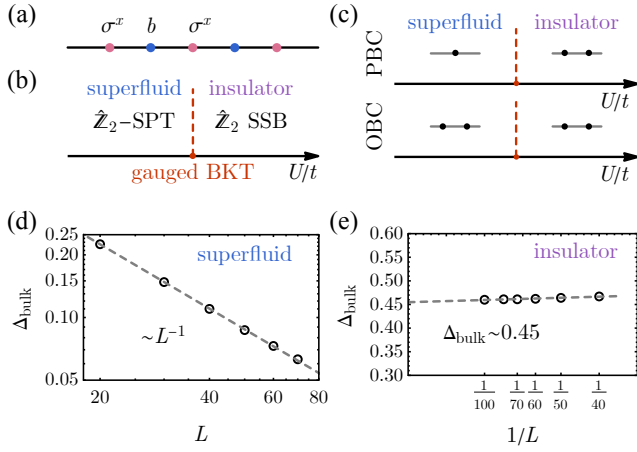 (a)
σˣ b σˣ
(b)
superfluid insulator
ẑ₂−SPT ẑ₂ SSB
gauged BKT U/t
(c)
superfluid insulator
PBC
U/t
OBC
U/t
(d)
superfluid
0.25
0.20
0.15
0.10
0.05
Δbulk
~L⁻¹
20 40 60 80
L
(e)
insulator
0.60
0.55
0.50
0.45
0.40
0.35
0.30
Δbulk
Δbulk~0.45
1/100 1/70 1/60 1/50 1/40
1/L